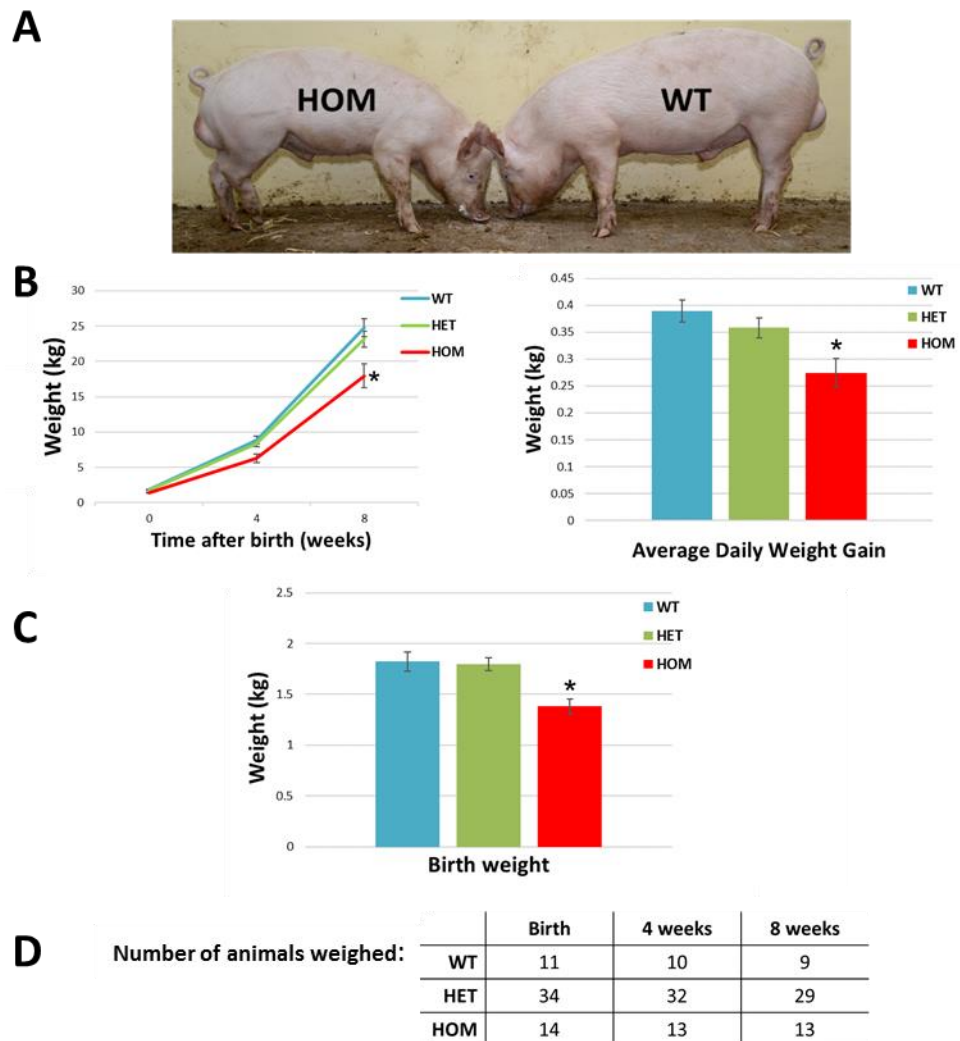 A
HOM WT
B
30
25
20
15
10
5
0
Weight (kg)
0 4 8
Time after birth (weeks)
WT
HET
HOM
*
0.45
0.4
0.35
0.3
0.25
0.2
0.15
0.1
0.05
0
Weight (kg)
WT
HET
HOM
*
Average Daily Weight Gain
C
2.5
2
1.5
1
0.5
0
Weight (kg)
WT
HET
HOM
*
Birth weight
D
Number of animals weighed:
Birth 4 weeks 8 weeks
WT 11 10 9
HET 34 32 29
HOM 14 13 13